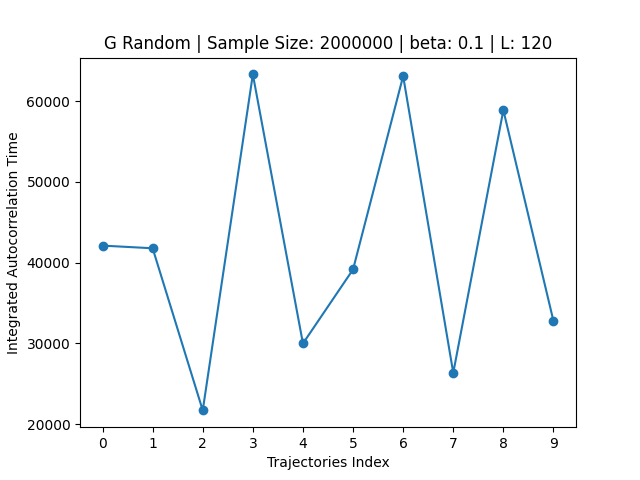 G Random | Sample Size: 2000000 | beta: 0.1 | L: 120
Integrated Autocorrelation Time
60000
50000
40000
30000
20000
0 1 2 3 4 5 6 7 8 9
Trajectories Index